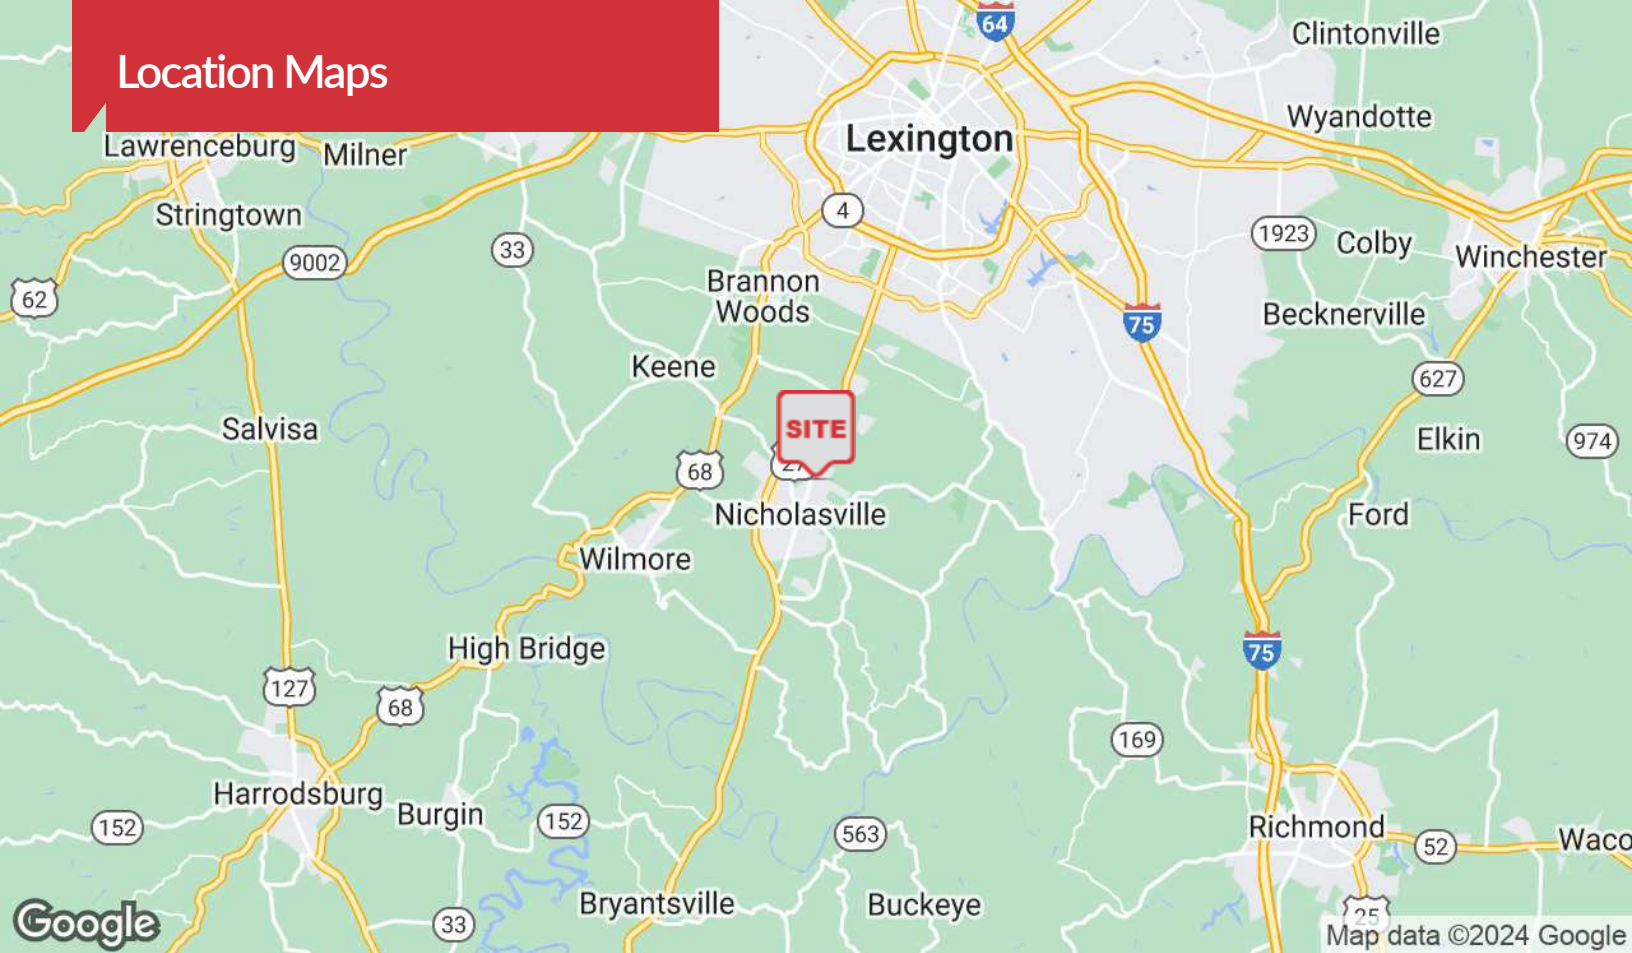 Location Maps
64
Clintonville
Wyandotte
Lexington
Lawrenceburg
Milner
4
Stringtown
33
1923
Colby
9002
Winchester
62
Brannon
Woods
Becknerville
75
Keene
627
Salvisa
SITE
Elkin
974
68
27
Nicholasville
Ford
Wilmore
High Bridge
75
127
68
169
Harrodsburg
Burgin
152
152
563
Richmond
52
Waco
Bryantsville
Buckeye
33
25
Google
Map data ©2024 Google